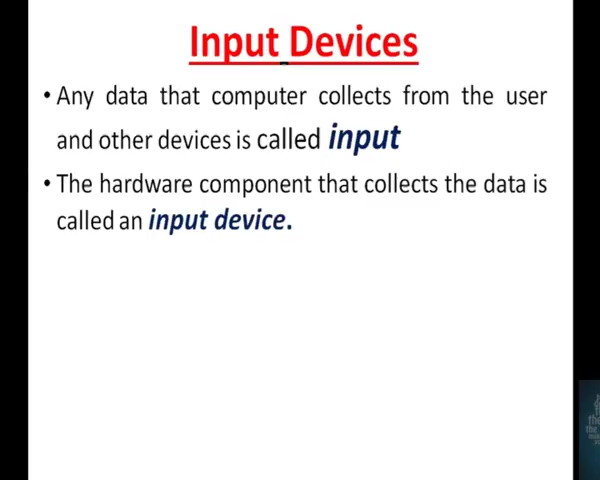 Input Devices
• Any data that computer collects from the user
and other devices is called input
• The hardware component that collects the data is
called an input device.